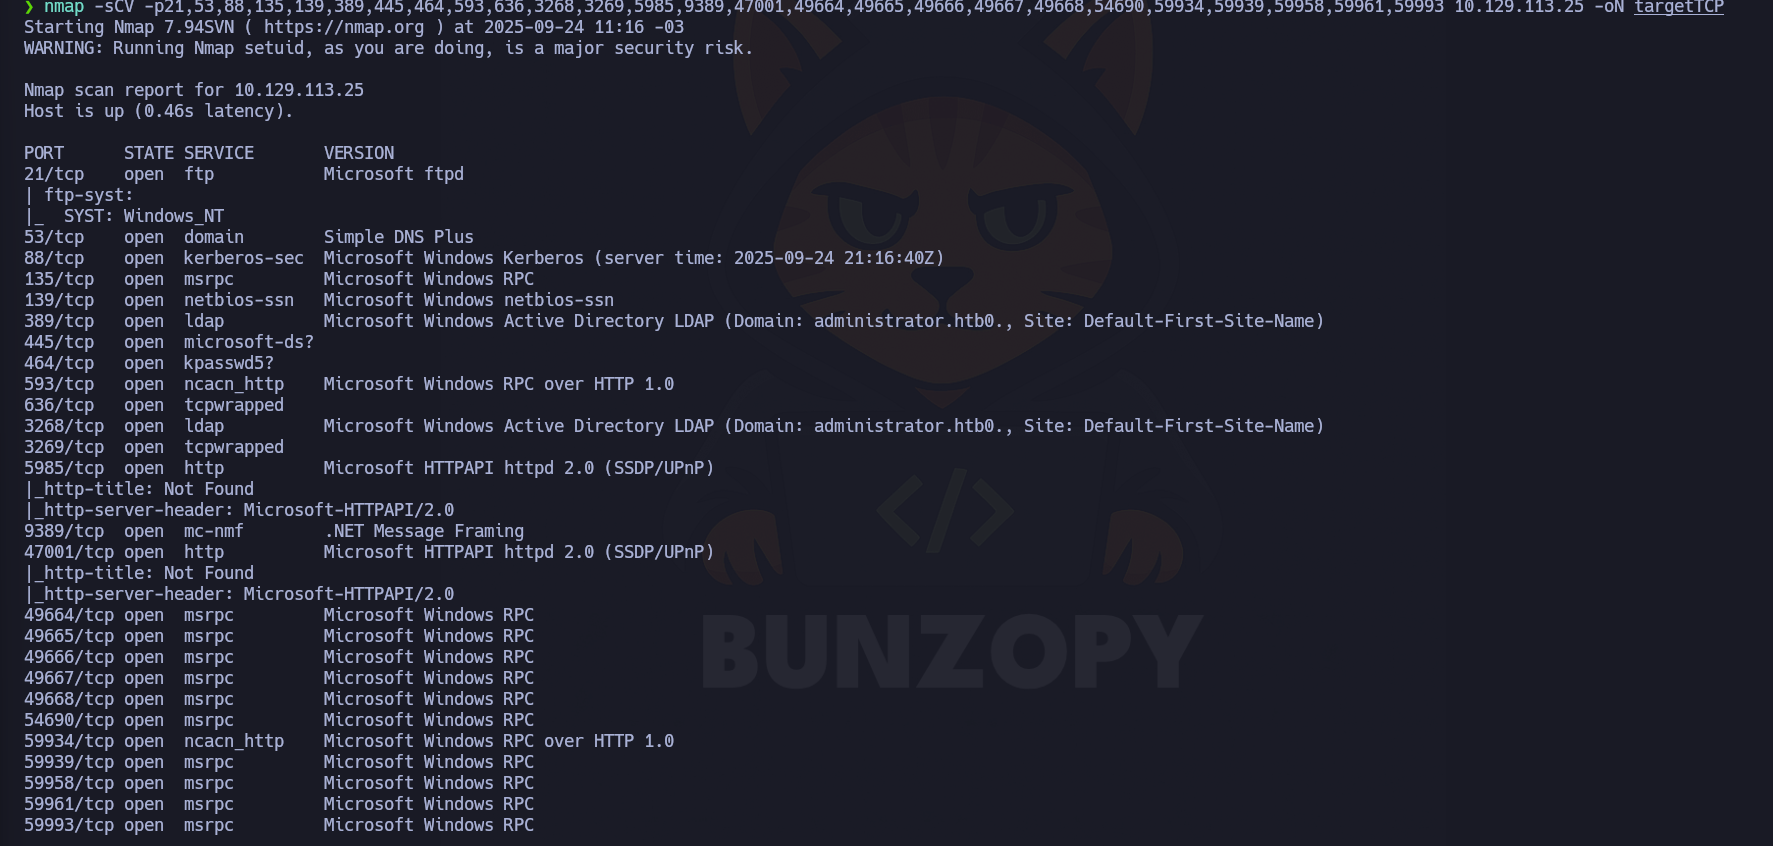 ❯ nmap -sCV -p21,53,88,135,139,389,445,464,593,636,3268,3269,5985,9389,47001,49664,49665,49666,49667,49668,54690,59934,59939,59958,59961,59993 10.129.113.25 -oN targetTCP
Starting Nmap 7.94SVN ( https://nmap.org ) at 2025-09-24 11:16 -03
WARNING: Running Nmap setuid, as you are doing, is a major security risk.

Nmap scan report for 10.129.113.25
Host is up (0.46s latency).

PORT      STATE SERVICE       VERSION
21/tcp    open  ftp           Microsoft ftpd
| ftp-syst:
|_  SYST: Windows_NT
53/tcp    open  domain        Simple DNS Plus
88/tcp    open  kerberos-sec  Microsoft Windows Kerberos (server time: 2025-09-24 21:16:40Z)
135/tcp   open  msrpc         Microsoft Windows RPC
139/tcp   open  netbios-ssn   Microsoft Windows netbios-ssn
389/tcp   open  ldap          Microsoft Windows Active Directory LDAP (Domain: administrator.htb0., Site: Default-First-Site-Name)
445/tcp   open  microsoft-ds?
464/tcp   open  kpasswd5?
593/tcp   open  ncacn_http    Microsoft Windows RPC over HTTP 1.0
636/tcp   open  tcpwrapped
3268/tcp  open  ldap          Microsoft Windows Active Directory LDAP (Domain: administrator.htb0., Site: Default-First-Site-Name)
3269/tcp  open  tcpwrapped
5985/tcp  open  http          Microsoft HTTPAPI httpd 2.0 (SSDP/UPnP)
|_http-title: Not Found
|_http-server-header: Microsoft-HTTPAPI/2.0
9389/tcp  open  mc-nmf        .NET Message Framing
47001/tcp open  http          Microsoft HTTPAPI httpd 2.0 (SSDP/UPnP)
|_http-title: Not Found
|_http-server-header: Microsoft-HTTPAPI/2.0
49664/tcp open  msrpc         Microsoft Windows RPC
49665/tcp open  msrpc         Microsoft Windows RPC
49666/tcp open  msrpc         Microsoft Windows RPC
49667/tcp open  msrpc         Microsoft Windows RPC
49668/tcp open  msrpc         Microsoft Windows RPC
54690/tcp open  msrpc         Microsoft Windows RPC
59934/tcp open  ncacn_http    Microsoft Windows RPC over HTTP 1.0
59939/tcp open  msrpc         Microsoft Windows RPC
59958/tcp open  msrpc         Microsoft Windows RPC
59961/tcp open  msrpc         Microsoft Windows RPC
59993/tcp open  msrpc         Microsoft Windows RPC
</>
BUNZOPY